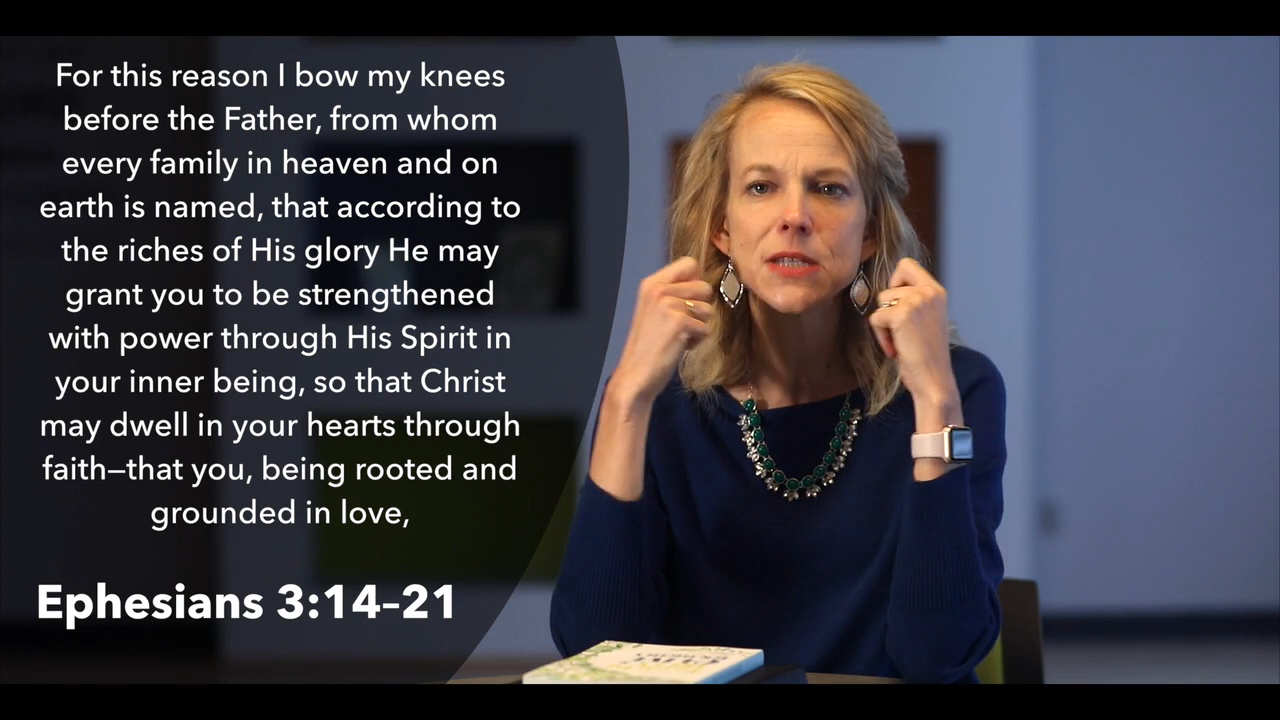 For this reason I bow my knees
before the Father, from whom
every family in heaven and on
earth is named, that according to
the riches of His glory He may
grant you to be strengthened
with power through His Spirit in
your inner being, so that Christ
may dwell in your hearts through
faith—that you, being rooted and
grounded in love,
Ephesians 3:14–21